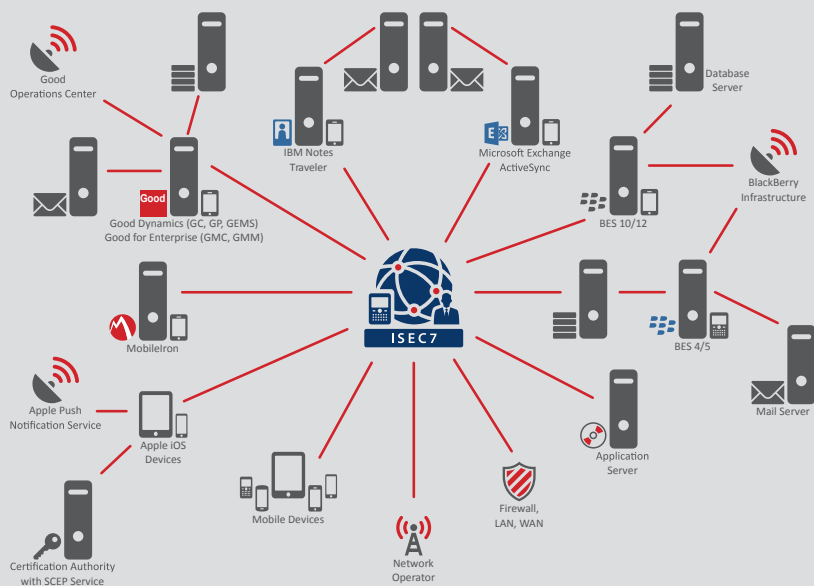 Good
Operations Center
Database
Server
IBM Notes
Traveler
E
Microsoft Exchange
ActiveSync
BlackBerry
Infrastructure
Good
BES 10/12
Good Dynamics (GC, GP, GEMS)
Good for Enterprise (GMC, GMM)
ISEC7
MobileIron
BES 4/5
Apple Push
Notification Service
Mail Server
Apple iOS
Devices
Application
Server
Mobile Devices
Firewall,
LAN, WAN
Certification Authority
with SCEP Service
Network
Operator